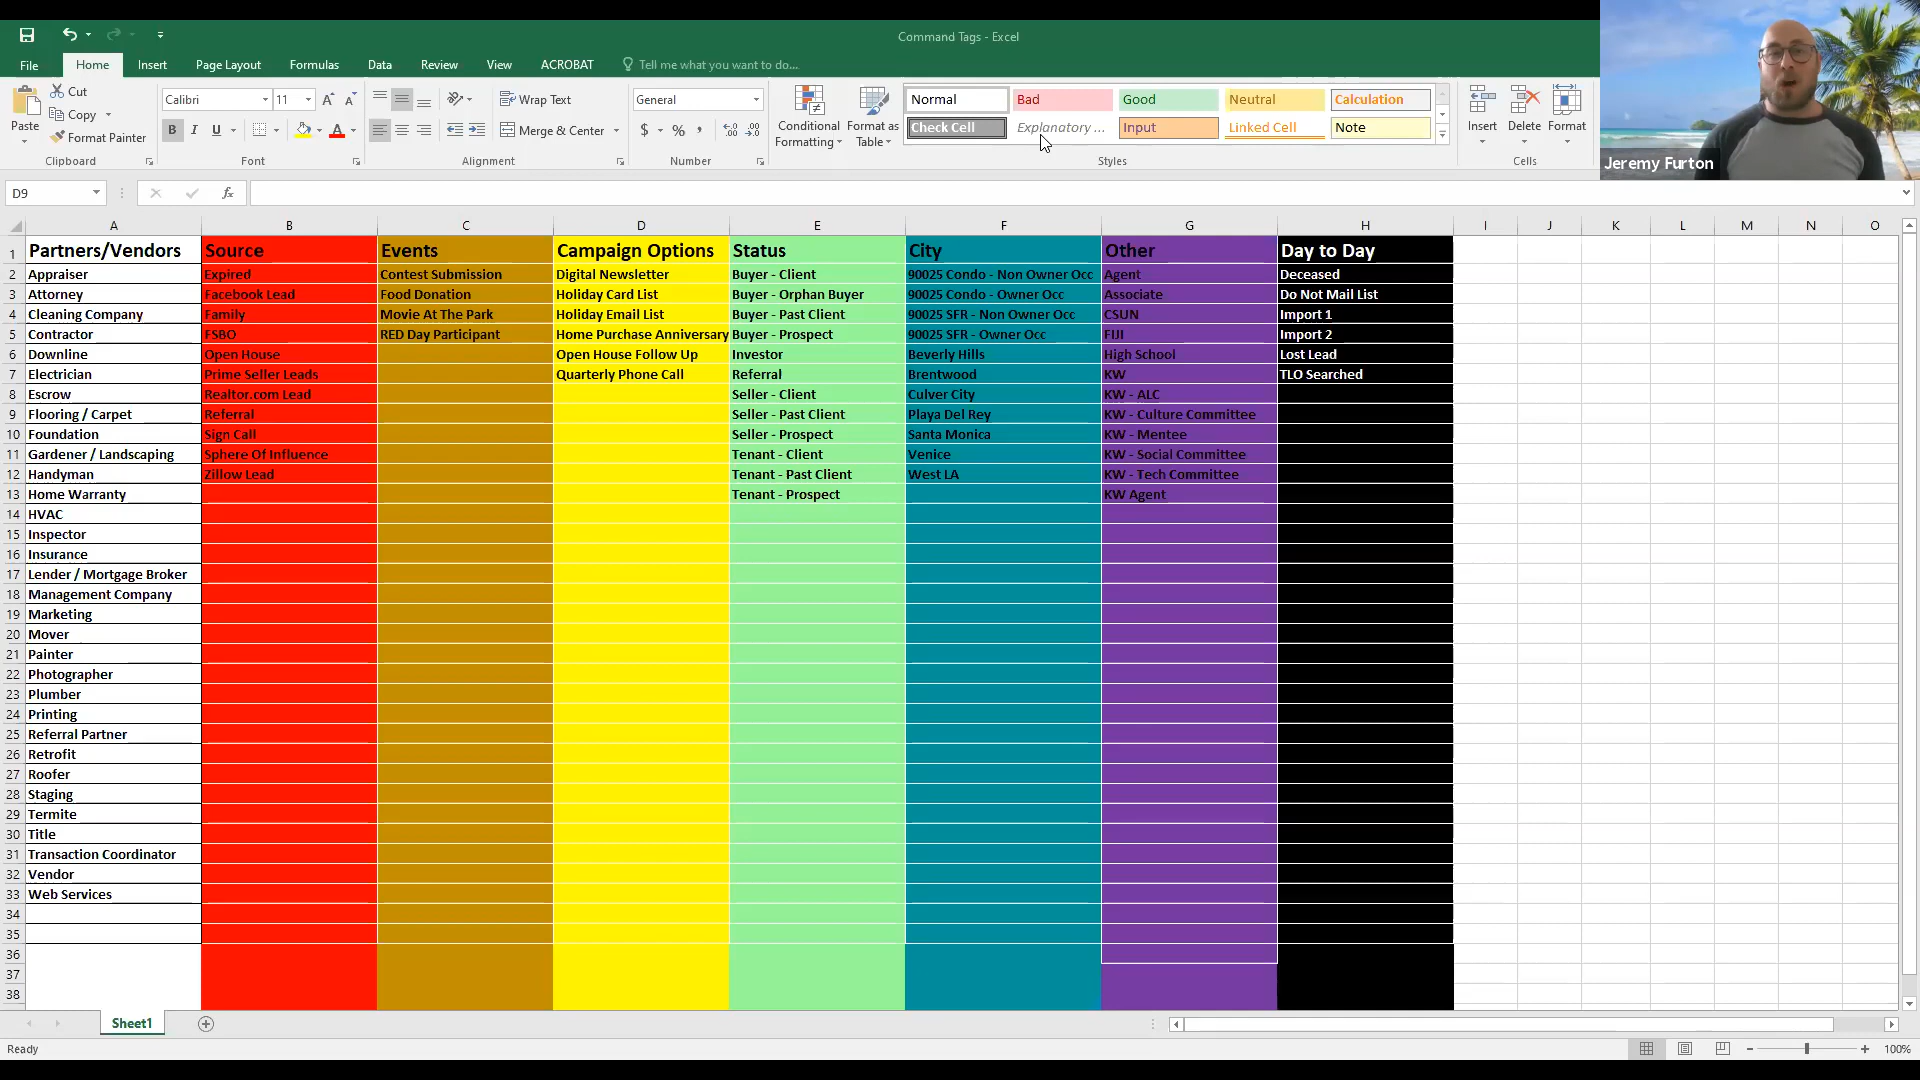 Command Tags - Excel
File Home Insert Page Layout Formulas Data Review View ACROBAT Tell me what you want to do...
Jeremy Furton
Paste
Cut
Copy
Format Painter
Clipboard
Calibri 11
B I U
Font
Wrap Text
Merge & Center
Alignment
General
$ %
Number
Conditional Formatting
Format as Table
Normal Bad Good Neutral Calculation
Check Cell Explanatory ... Input Linked Cell Note
Styles
Insert Delete Format
Cells
D9 fx
A B C D E F G H I J K L M N O
1 Partners/Vendors Source Events Campaign Options Status City Other Day to Day
2 Appraiser Expired Contest Submission Digital Newsletter Buyer - Client 90025 Condo - Non Owner Occ Agent Deceased
3 Attorney Facebook Lead Food Donation Holiday Card List Buyer - Orphan Buyer 90025 Condo - Owner Occ Associate Do Not Mail List
4 Cleaning Company Family Movie At The Park Holiday Email List Buyer - Past Client 90025 SFR - Non Owner Occ CSUN Import 1
5 Contractor FSBO RED Day Participant Home Purchase Anniversary Buyer - Prospect 90025 SFR - Owner Occ FIJI Import 2
6 Downline Open House Open House Follow Up Investor Beverly Hills High School Lost Lead
7 Electrician Prime Seller Leads Quarterly Phone Call Referral Brentwood KW TLO Searched
8 Escrow Realtor.com Lead Seller - Client Culver City KW - ALC
9 Flooring / Carpet Referral Seller - Past Client Playa Del Rey KW - Culture Committee
10 Foundation Sign Call Seller - Prospect Santa Monica KW - Mentee
11 Gardener / Landscaping Sphere Of Influence Tenant - Client Venice KW - Social Committee
12 Handyman Zillow Lead Tenant - Past Client West LA KW - Tech Committee
13 Home Warranty Tenant - Prospect KW Agent
14 HVAC
15 Inspector
16 Insurance
17 Lender / Mortgage Broker
18 Management Company
19 Marketing
20 Mover
21 Painter
22 Photographer
23 Plumber
24 Printing
25 Referral Partner
26 Retrofit
27 Roofer
28 Staging
29 Termite
30 Title
31 Transaction Coordinator
32 Vendor
33 Web Services
34
35
36
37
38
Sheet1
Ready
100%